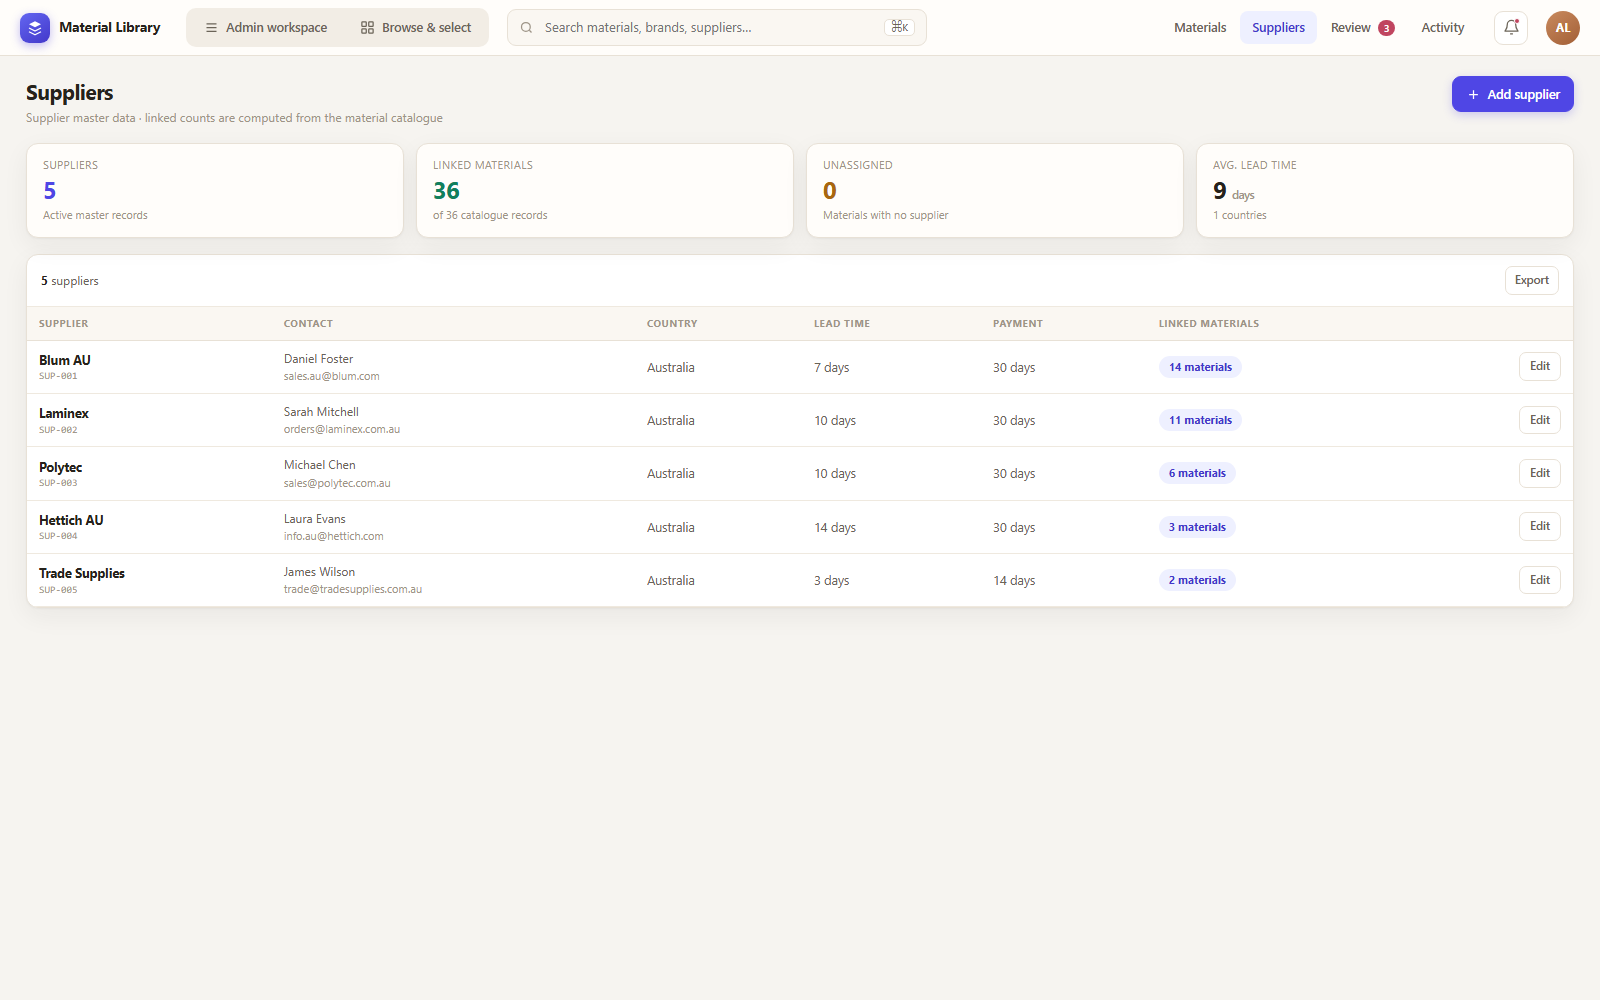 Material Library
Admin workspace
Browse & select
Search materials, brands, suppliers...
⌘K
Materials
Suppliers
Review 3
Activity
AL
Suppliers
Supplier master data · linked counts are computed from the material catalogue
+ Add supplier
SUPPLIERS
5
Active master records
LINKED MATERIALS
36
of 36 catalogue records
UNASSIGNED
0
Materials with no supplier
AVG. LEAD TIME
9 days
1 countries
5 suppliers
Export
SUPPLIER CONTACT COUNTRY LEAD TIME PAYMENT LINKED MATERIALS
Blum AU
SUP-001
Daniel Foster
sales.au@blum.com
Australia
7 days
30 days
14 materials
Edit
Laminex
SUP-002
Sarah Mitchell
orders@laminex.com.au
Australia
10 days
30 days
11 materials
Edit
Polytec
SUP-003
Michael Chen
sales@polytec.com.au
Australia
10 days
30 days
6 materials
Edit
Hettich AU
SUP-004
Laura Evans
info.au@hettich.com
Australia
14 days
30 days
3 materials
Edit
Trade Supplies
SUP-005
James Wilson
trade@tradesupplies.com.au
Australia
3 days
14 days
2 materials
Edit